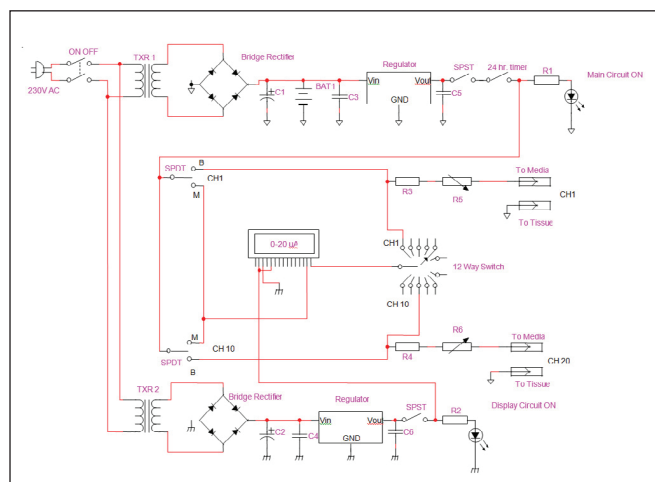 ON OFF
TXR 1
Bridge Rectifier
230V AC
C1
BAT1
C3
Regulator
Vin
Vout
GND
C5
SPST
24 hr. timer
R1
Main Circuit ON
SPDT
B
CH1
M
R3
R5
To Media
CH1
To Tissue
0-20 µA
CH1
12 Way Switch
CH 10
M
CH 10
SPDT
B
R4
R6
To Media
CH 20
To Tissue
TXR 2
Bridge Rectifier
C2
C4
Regulator
Vin
Vout
GND
C6
SPST
R2
Display Circuit ON